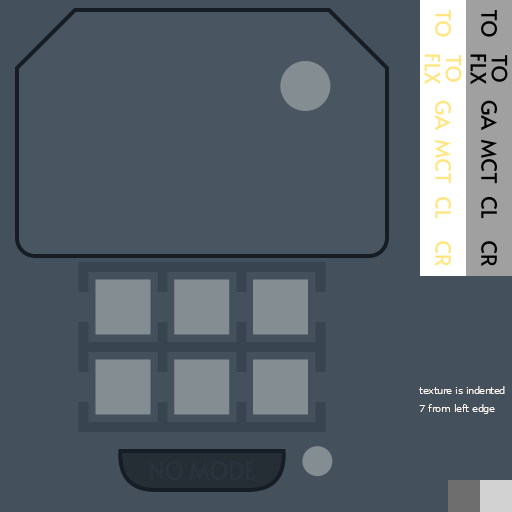 TO
TO
FLX
GA
MCT
CL
CR
TO
TO
FLX
GA
MCT
CL
CR
texture is indented
7 from left edge
NO MODE